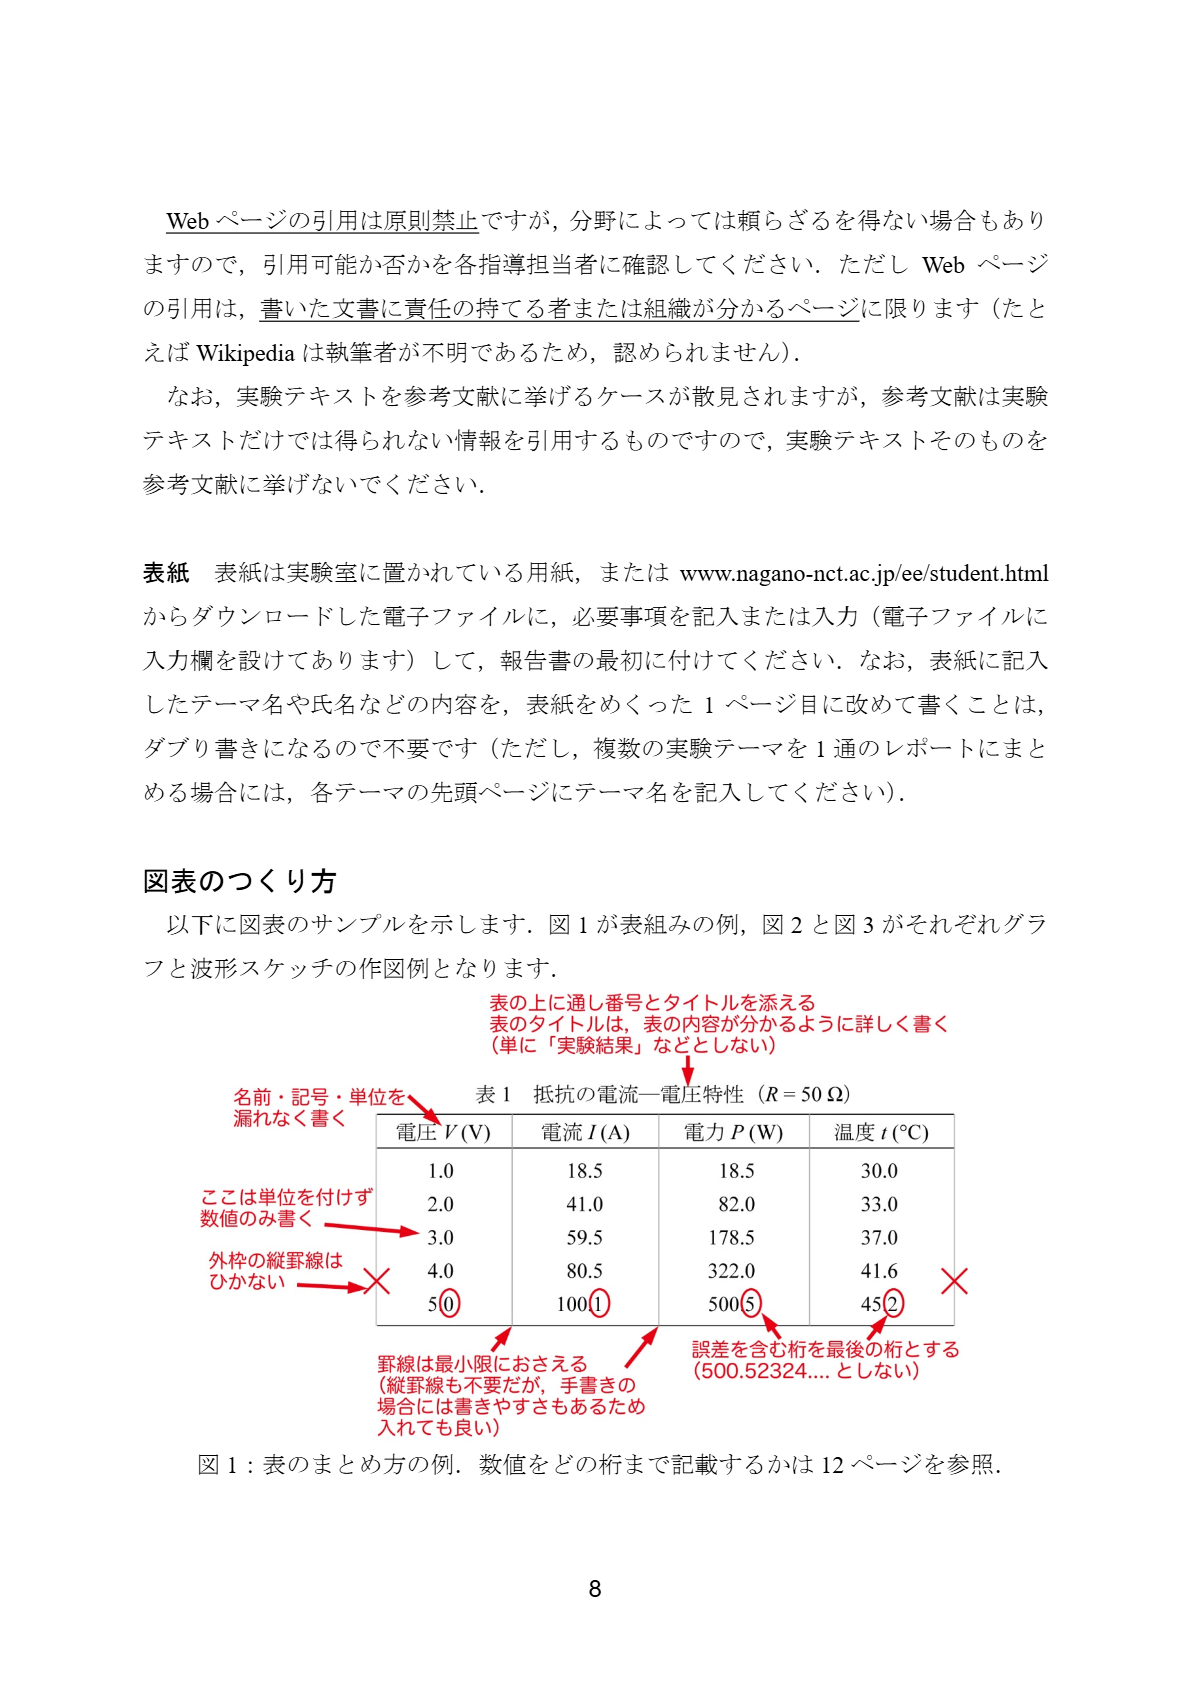 Web ページの引用は原則禁止ですが，分野によっては頼らざるを得ない場合もあり
ますので，引用可能か否かを各指導担当者に確認してください．ただし Web ページ
の引用は，書いた文書に責任の持てる者または組織が分かるページに限ります（たと
えば Wikipedia は執筆者が不明であるため，認められません）．
なお，実験テキストを参考文献に挙げるケースが散見されますが，参考文献は実験
テキストだけでは得られない情報を引用するものですので，実験テキストそのものを
参考文献に挙げないでください．
表紙　表紙は実験室に置かれている用紙，または www.nagano-nct.ac.jp/ee/student.html
からダウンロードした電子ファイルに，必要事項を記入または入力（電子ファイルに
入力欄を設けてあります）して，報告書の最初に付けてください．なお，表紙に記入
したテーマ名や氏名などの内容を，表紙をめくった 1 ページ目に改めて書くことは，
ダブり書きになるので不要です（ただし，複数の実験テーマを 1 通のレポートにまと
める場合には，各テーマの先頭ページにテーマ名を記入してください）．
図表のつくり方
以下に図表のサンプルを示します．図 1 が表組みの例，図 2 と図 3 がそれぞれグラ
フと波形スケッチの作図例となります．
表の上に通し番号とタイトルを添える
表のタイトルは，表の内容が分かるように詳しく書く
（単に「実験結果」などとしない）
名前・記号・単位を
漏れなく書く
表 1　抵抗の電流―電圧特性（R = 50 Ω）
電圧 V (V)　電流 I (A)　電力 P (W)　温度 t (℃)
1.0　18.5　18.5　30.0
2.0　41.0　82.0　33.0
3.0　59.5　178.5　37.0
4.0　80.5　322.0　41.6
5.0　100.1　500.5　45.2
ここは単位を付けず
数値のみ書く
外枠の縦罫線は
ひかない
罫線は最小限におさえる
（縦罫線も不要だが，手書きの
場合には書きやすさもあるため
入れても良い）
誤差を含む桁を最後の桁とする
（500.52324.... としない）
図 1：表のまとめ方の例．数値をどの桁まで記載するかは 12 ページを参照．
8